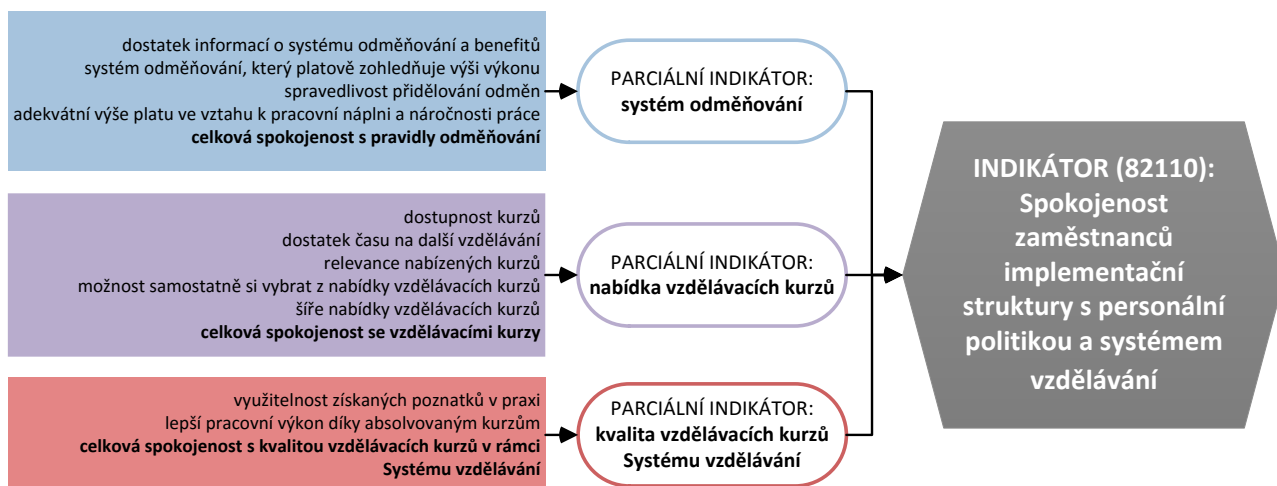 dostatek informací o systému odměňování a benefitů
systém odměňování, který platově zohledňuje výši výkonu
spravedlivost přidělování odměn
adekvátní výše platu ve vztahu k pracovní náplni a náročnosti práce
celková spokojenost s pravidly odměňování
PARCIÁLNÍ INDIKÁTOR:
systém odměňování
dostupnost kurzů
dostatek času na další vzdělávání
relevance nabízených kurzů
možnost samostatně si vybrat z nabídky vzdělávacích kurzů
šíře nabídky vzdělávacích kurzů
celková spokojenost se vzdělávacími kurzy
PARCIÁLNÍ INDIKÁTOR:
nabídka vzdělávacích kurzů
využitelnost získaných poznatků v praxi
lepší pracovní výkon díky absolvovaným kurzům
celková spokojenost s kvalitou vzdělávacích kurzů v rámci
Systému vzdělávání
PARCIÁLNÍ INDIKÁTOR:
kvalita vzdělávacích kurzů
Systému vzdělávání
INDIKÁTOR (82110):
Spokojenost
zaměstnanců
implementační
struktury s personální
politikou a systémem
vzdělávání